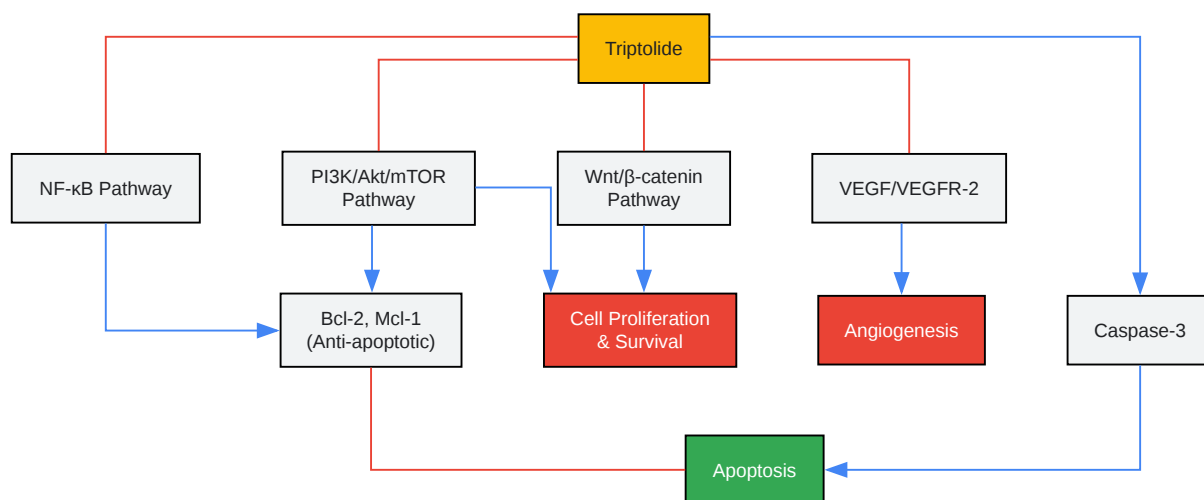 Triptolide
NF-κB Pathway
PI3K/Akt/mTOR
Pathway
Wnt/β-catenin
Pathway
VEGF/VEGFR-2
Bcl-2, Mcl-1
(Anti-apoptotic)
Cell Proliferation
& Survival
Angiogenesis
Caspase-3
Apoptosis